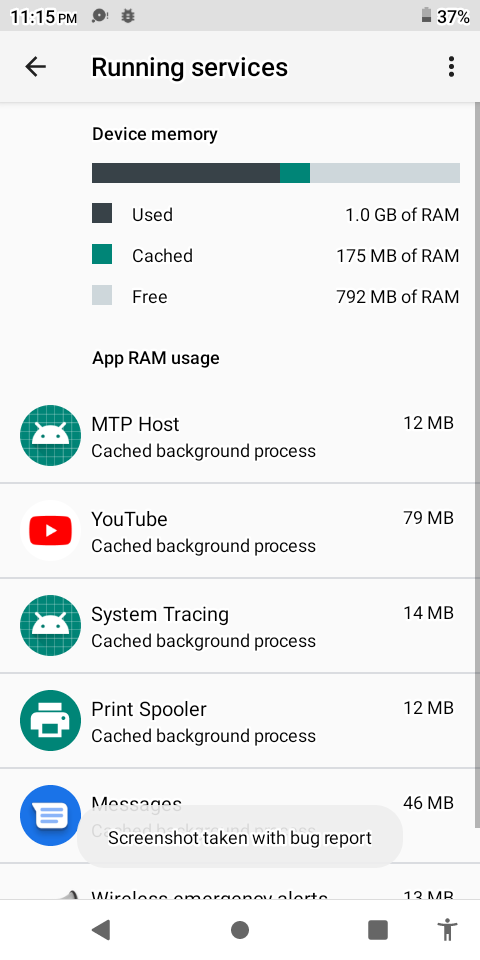 11:15 PM 37%
Running services
Device memory
Used 1.0 GB of RAM
Cached 175 MB of RAM
Free 792 MB of RAM
App RAM usage
MTP Host 12 MB
Cached background process
YouTube 79 MB
Cached background process
System Tracing 14 MB
Cached background process
Print Spooler 12 MB
Cached background process
Messages 46 MB
Cached background process
Screenshot taken with bug report
Wireless emergency alerts 13 MB